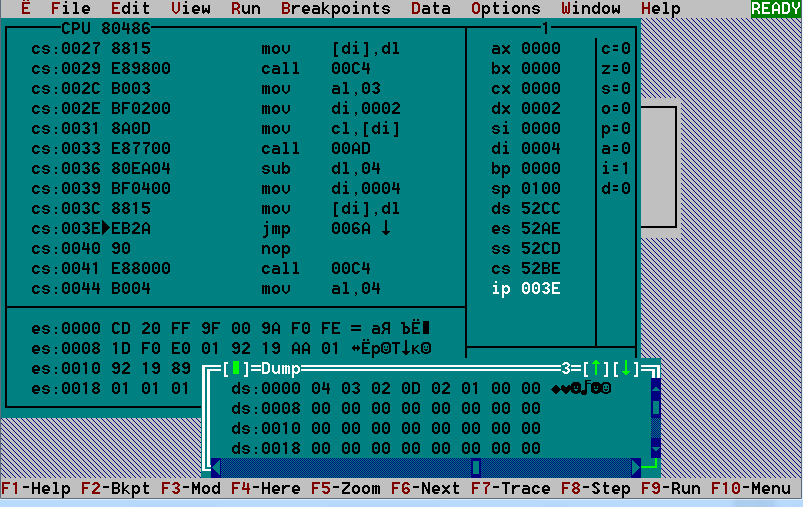 Ё File Edit View Run Breakpoints Data Options Window Help READY
CPU 80486 1
cs:0027 8815 mov [di],dl ax 0000 c=0
cs:0029 E89800 call 00C4 bx 0000 z=0
cs:002C B003 mov al,03 cx 0000 s=0
cs:002E BF0200 mov di,0002 dx 0002 o=0
cs:0031 8A0D mov cl,[di] si 0000 p=0
cs:0033 E87700 call 00AD di 0004 a=0
cs:0036 80EA04 sub dl,04 bp 0000 i=1
cs:0039 BF0400 mov di,0004 sp 0100 d=0
cs:003C 8815 mov [di],dl ds 52CC
cs:003E►EB2A jmp 006A ↓ es 52AE
cs:0040 90 nop ss 52CD
cs:0041 E88000 call 00C4 cs 52BE
cs:0044 B004 mov al,04 ip 003E
es:0000 CD 20 FF 9F 00 9A F0 FE = аЯ ЪЁ■
es:0008 1D F0 E0 01 92 19 AA 01 ↔Ёр☺Т↓к☺
es:0010 92 19 89
es:0018 01 01 01
[■]=Dump 3=[↑][↓]
ds:0000 04 03 02 0D 02 01 00 00 ♦♥☻♪☻☺
ds:0008 00 00 00 00 00 00 00 00
ds:0010 00 00 00 00 00 00 00 00
ds:0018 00 00 00 00 00 00 00 00
F1-Help F2-Bkpt F3-Mod F4-Here F5-Zoom F6-Next F7-Trace F8-Step F9-Run F10-Menu